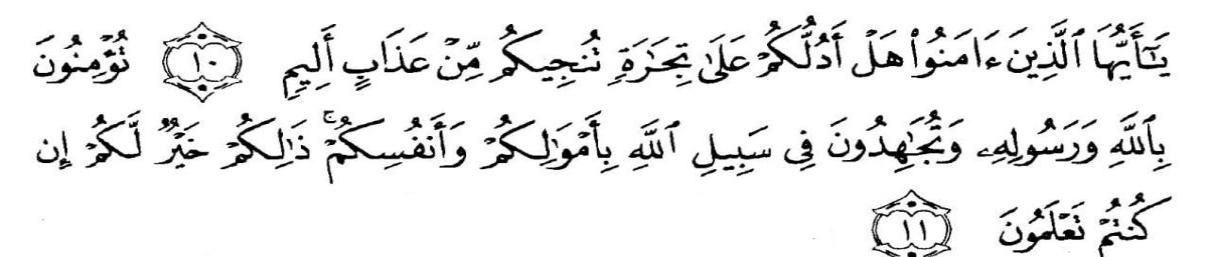 يَٰٓأَيُّهَا ٱلَّذِينَ ءَامَنُوا۟ هَلْ أَدُلُّكُمْ عَلَىٰ تِجَٰرَةٍ تُنجِيكُم مِّنْ عَذَابٍ أَلِيمٍ ١٠ تُؤْمِنُونَ
بِٱللَّهِ وَرَسُولِهِۦ وَتُجَٰهِدُونَ فِى سَبِيلِ ٱللَّهِ بِأَمْوَٰلِكُمْ وَأَنفُسِكُمْ ۚ ذَٰلِكُمْ خَيْرٌ لَّكُمْ إِن
كُنتُمْ تَعْلَمُونَ ١١